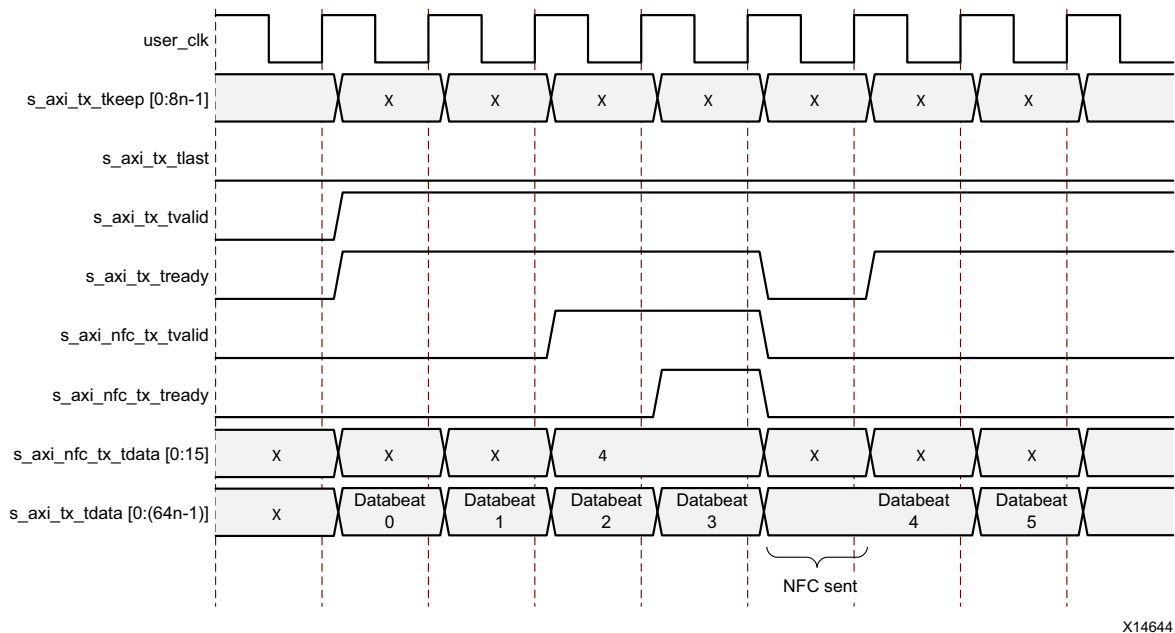 user_clk
s_axi_tx_tkeep [0:8n-1]
X X X X X X X
s_axi_tx_tlast
s_axi_tx_tvalid
s_axi_tx_tready
s_axi_nfc_tx_tvalid
s_axi_nfc_tx_tready
s_axi_nfc_tx_tdata [0:15]
X X X 4 X X X
s_axi_tx_tdata [0:(64n-1)]
X Databeat 0 Databeat 1 Databeat 2 Databeat 3 Databeat 4 Databeat 5
NFC sent
X14644